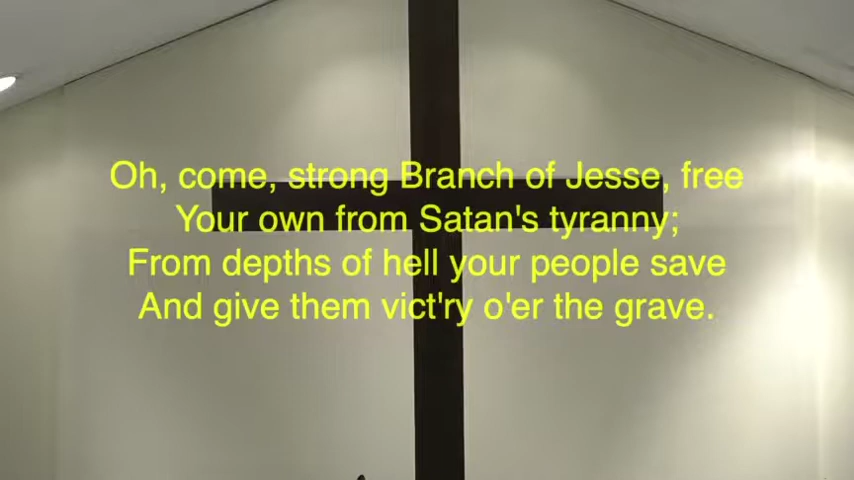 Oh, come, strong Branch of Jesse, free
Your own from Satan's tyranny;
From depths of hell your people save
And give them vict'ry o'er the grave.